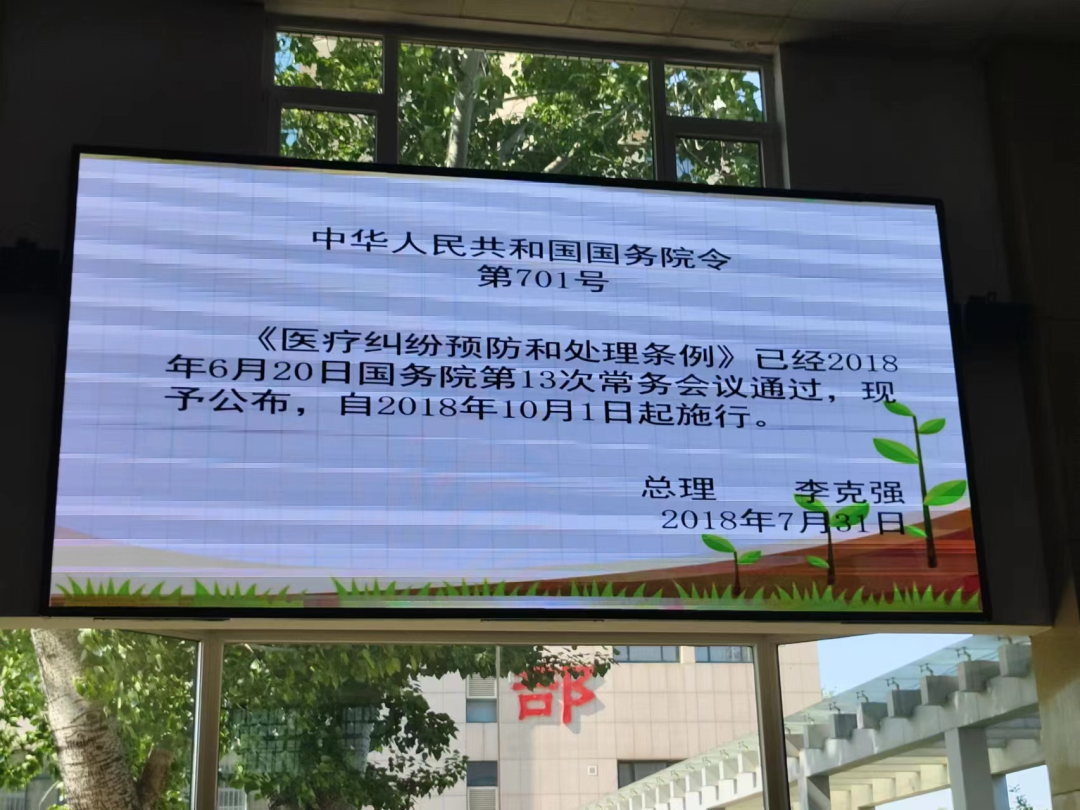 中华人民共和国国务院令
第701号
《医疗纠纷预防和处理条例》已经2018
年6月20日国务院第13次常务会议通过，现
予公布，自2018年10月1日起施行。
总理 李克强
2018年7月31日
部